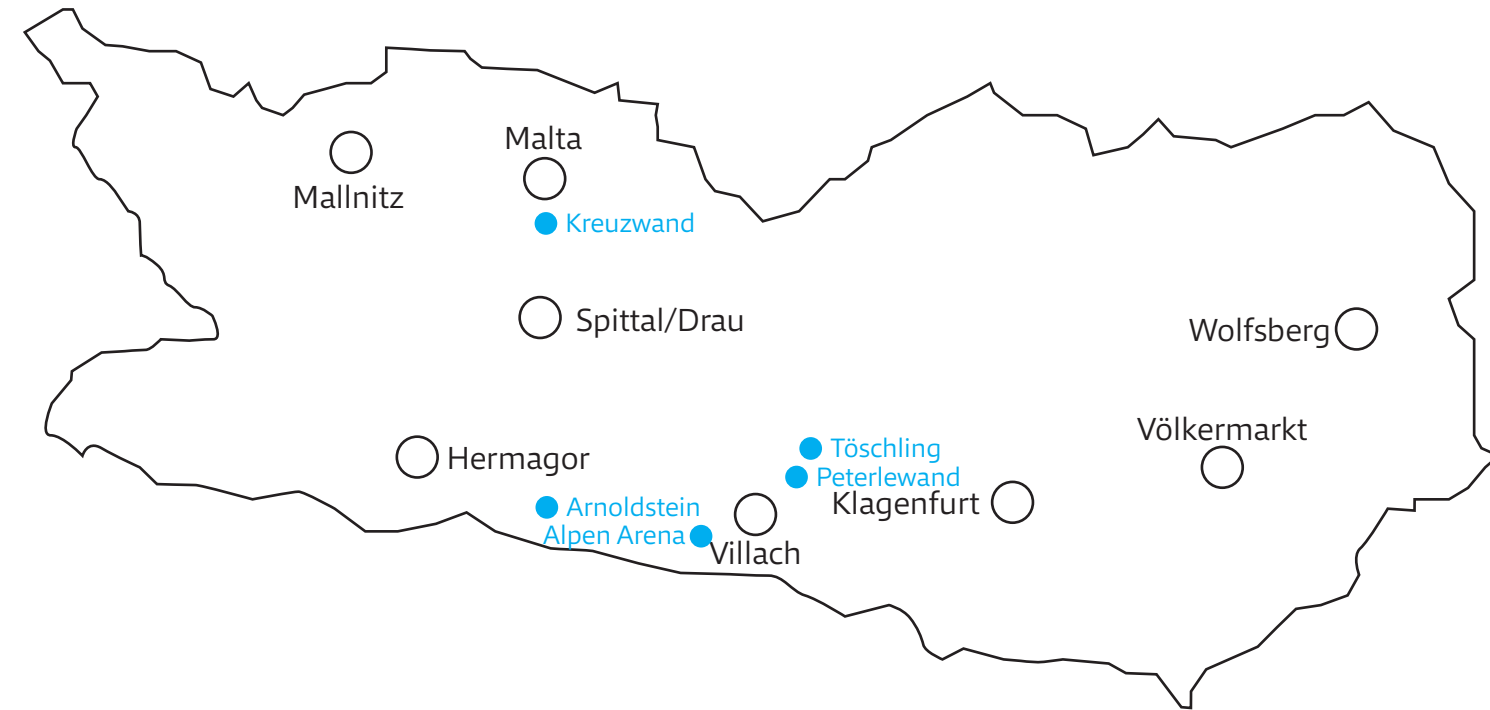 Malta
Mallnitz
Kreuzwand
Spittal/Drau
Wolfsberg
Völkermarkt
Töschling
Hermagor
Peterlewand
Klagenfurt
Arnoldstein
Alpen Arena
Villach